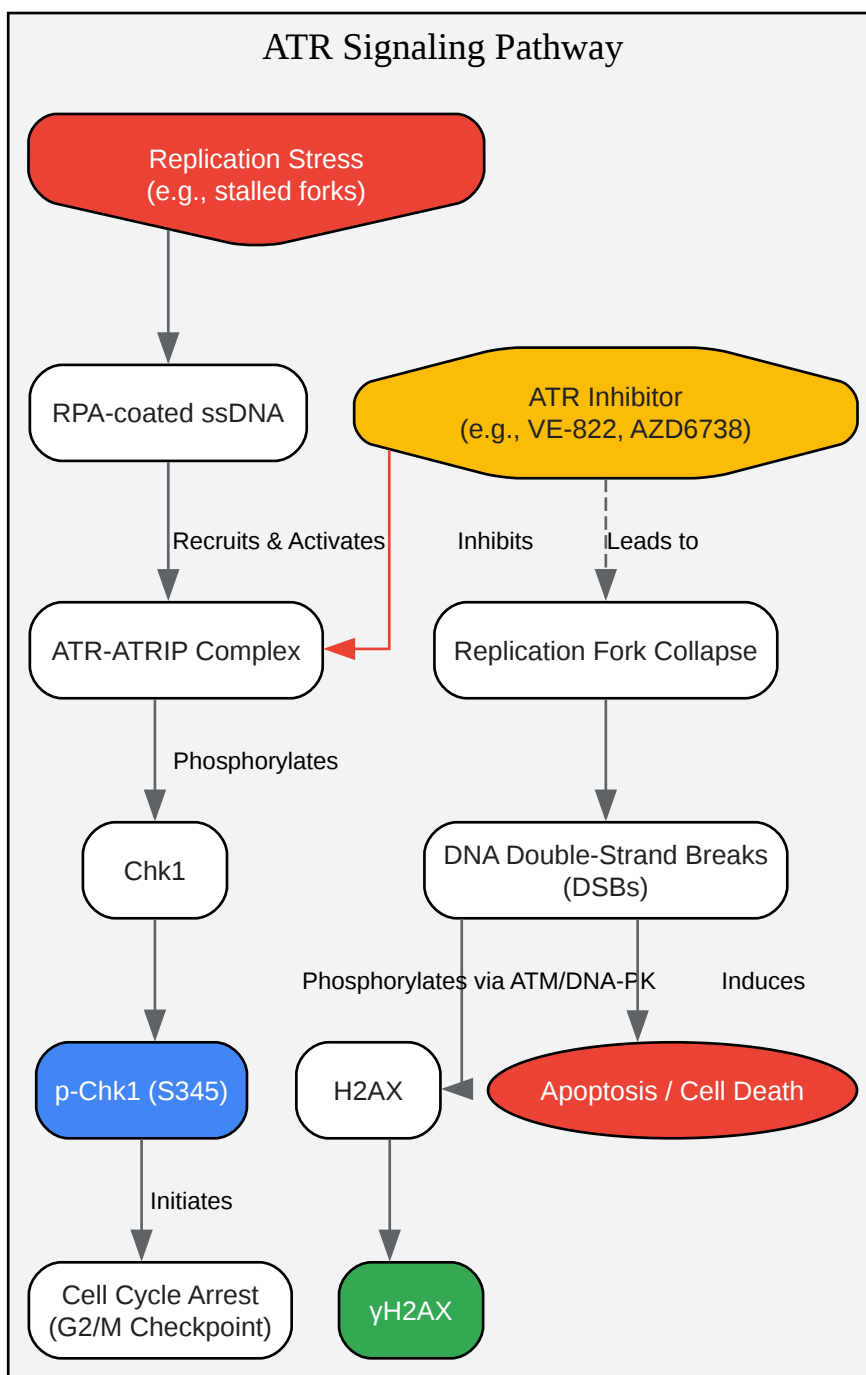 ATR Signaling Pathway
Replication Stress
(e.g., stalled forks)
RPA-coated ssDNA
ATR Inhibitor
(e.g., VE-822, AZD6738)
Recruits & Activates
Inhibits
Leads to
ATR-ATRIP Complex
Replication Fork Collapse
Phosphorylates
Chk1
DNA Double-Strand Breaks
(DSBs)
Phosphorylates via ATM/DNA-PK
Induces
p-Chk1 (S345)
H2AX
Apoptosis / Cell Death
Initiates
Cell Cycle Arrest
(G2/M Checkpoint)
γH2AX